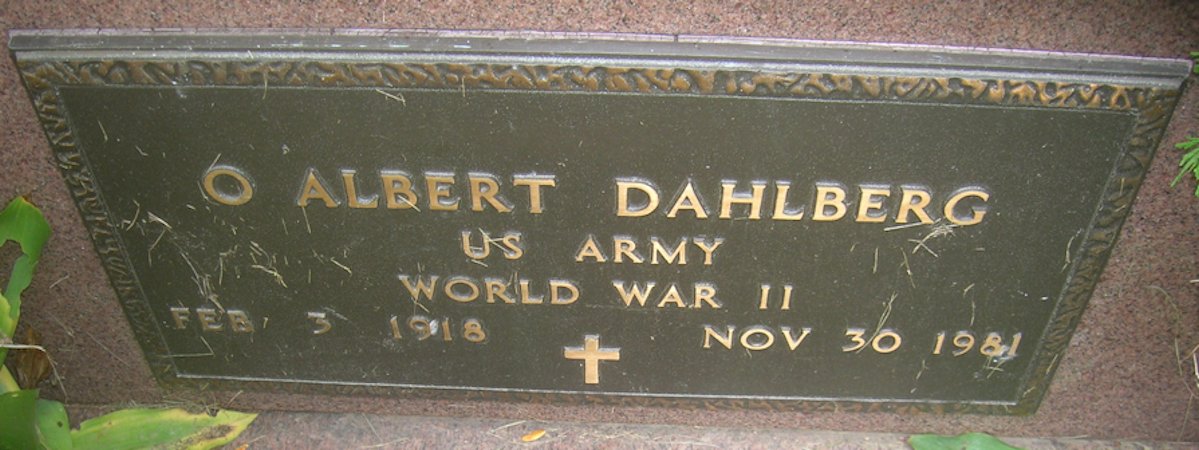 O ALBERT DAHLBERG
US ARMY
WORLD WAR II
FEB 3 1918 NOV 30 1981